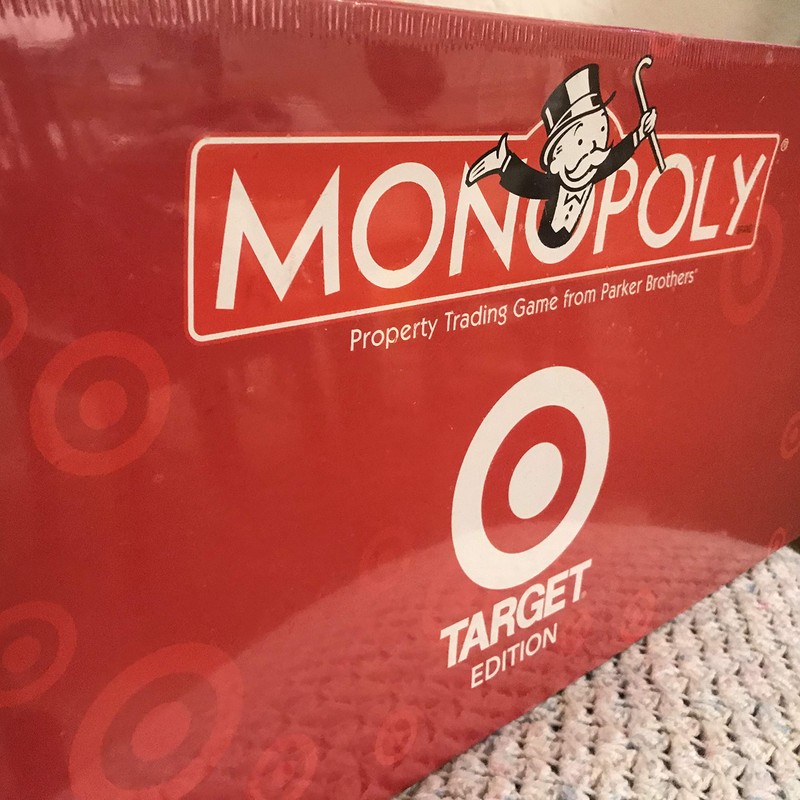 MONOPOLY®
Property Trading Game from Parker Brothers®
TARGET®
EDITION